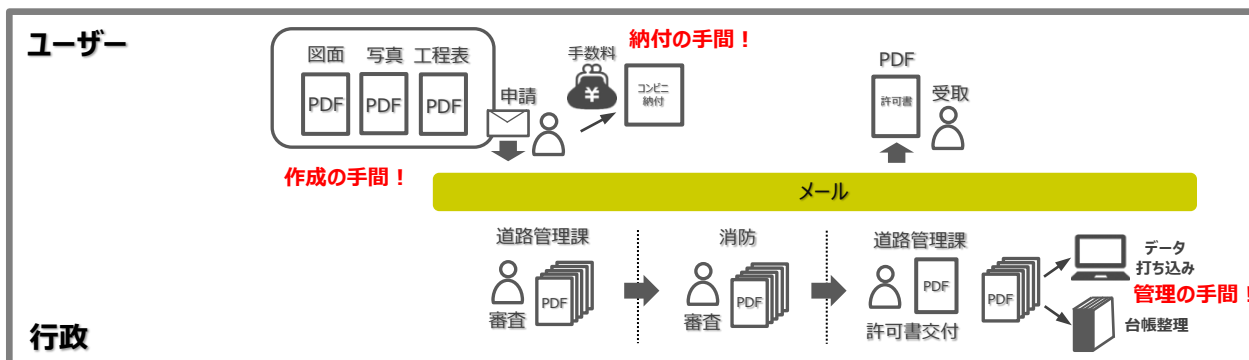 ユーザー
図面
写真
工程表
PDF
PDF
PDF
申請
手数料
¥
納付の手間！
コンビニ
納付
PDF
許可書
受取
作成の手間！
メール
道路管理課
PDF
審査
消防
PDF
審査
道路管理課
PDF
許可書交付
PDF
データ
打ち込み
管理の手間！
台帳整理
行政